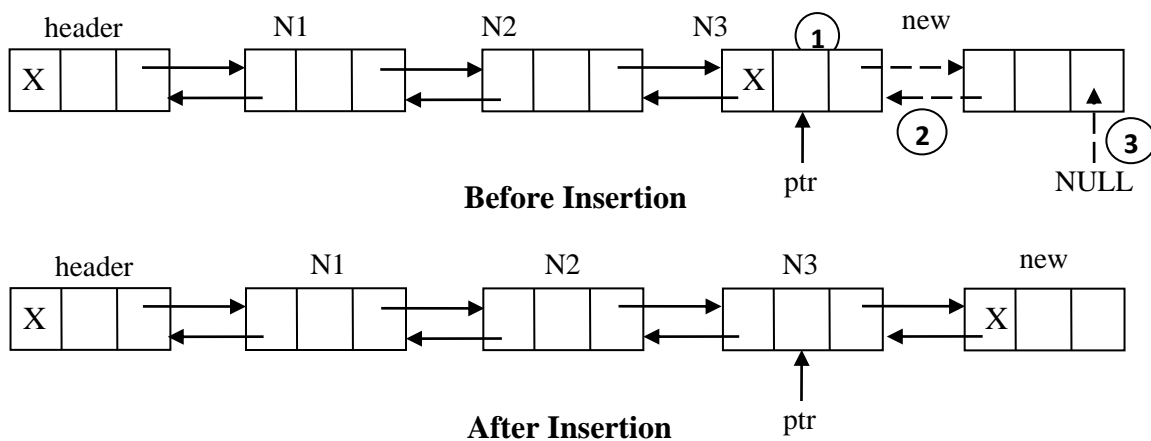 header N1 N2 N3 1 new
X X
2 3
ptr NULL
Before Insertion
header N1 N2 N3 new
X X
ptr
After Insertion